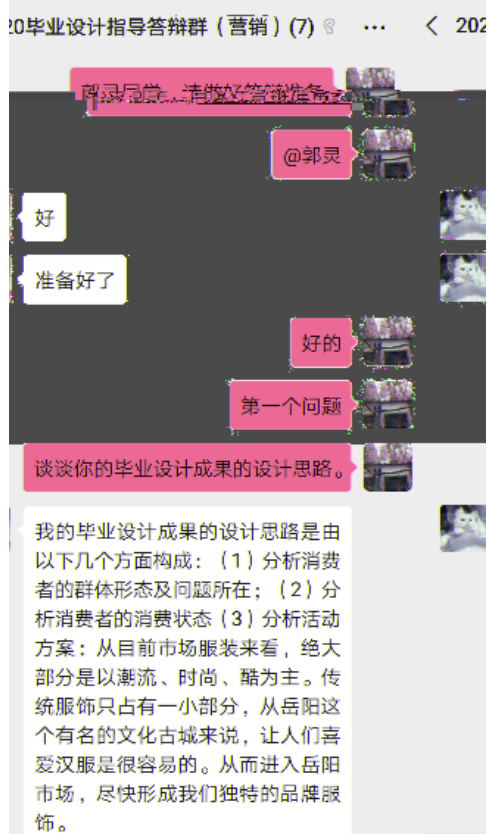 0毕业设计指导答辩群（营销）(7)
202
@郭灵
好
准备好了
好的
第一个问题
谈谈你的毕业设计成果的设计思路。
我的毕业设计成果的设计思路是由
以下几个方面构成：（1）分析消费
者的群体形态及问题所在；（2）分
析消费者的消费状态（3）分析活动
方案：从目前市场服装来看，绝大
部分是以潮流、时尚、酷为主。传
统服饰只占有一小部分，从岳阳这
个有名的文化古城来说，让人们喜
爱汉服是很容易的。从而进入岳阳
市场，尽快形成我们独特的品牌服
饰。